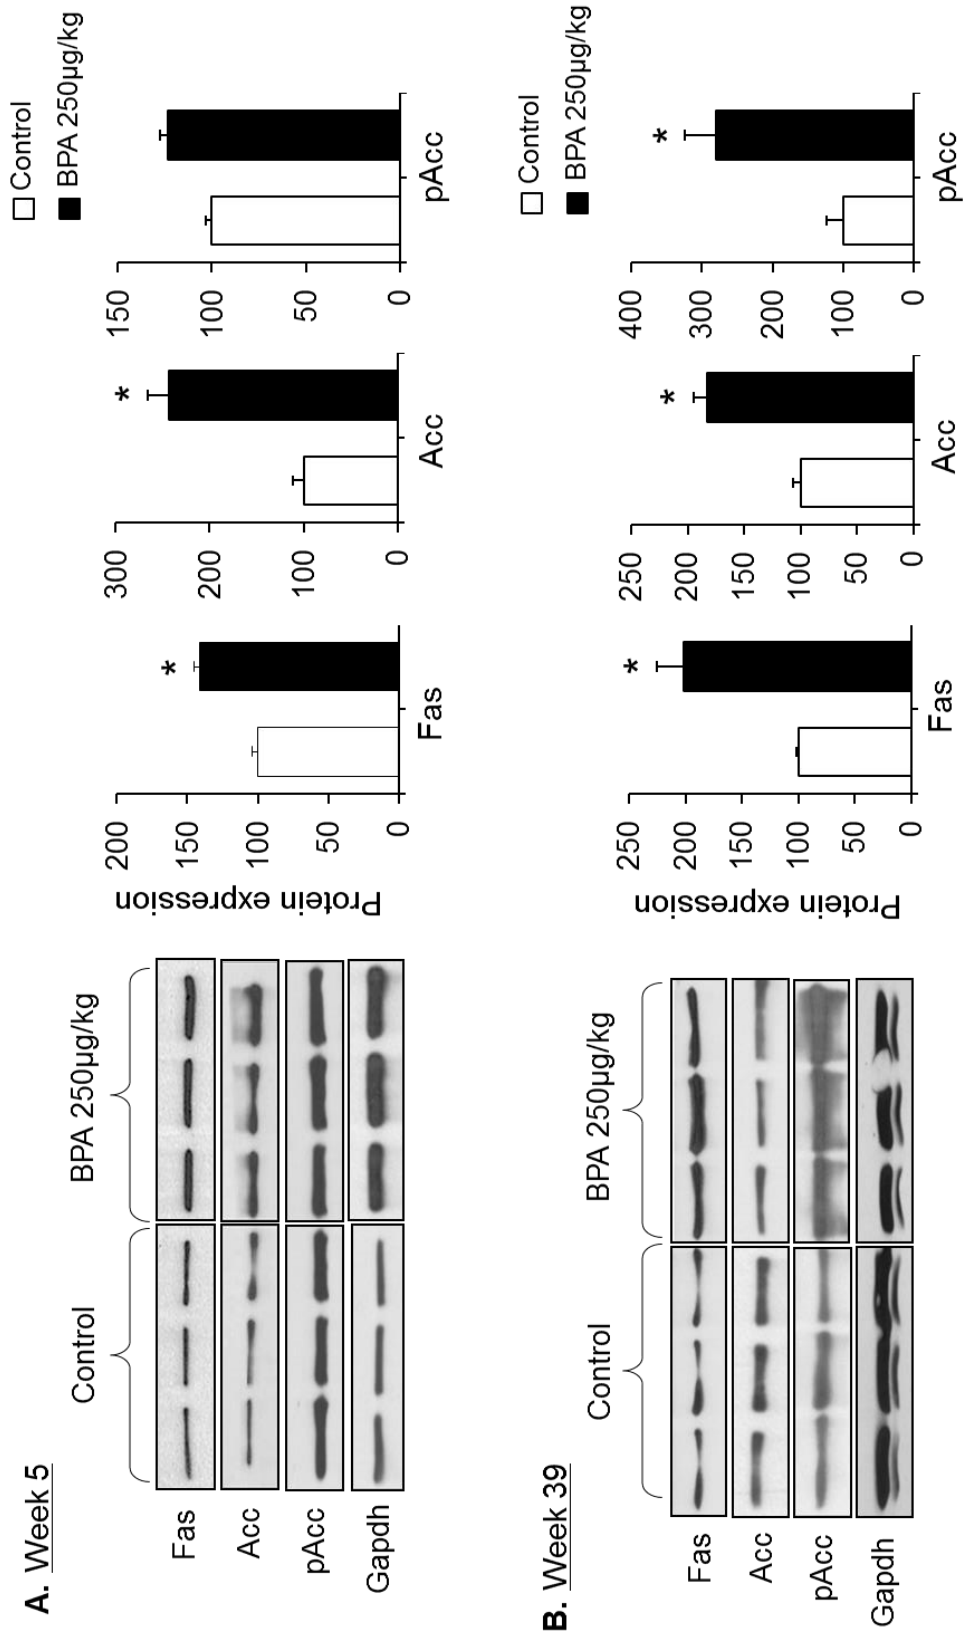 A. Week 5
Control
BPA 250µg/kg
Fas
Acc
pAcc
Gapdh
Protein expression
200
150
100
50
0
Fas
*
300
200
100
0
Acc
*
150
100
50
0
pAcc
Control
BPA 250µg/kg
B. Week 39
Control
BPA 250µg/kg
Fas
Acc
pAcc
Gapdh
Protein expression
250
200
150
100
50
0
Fas
*
250
200
150
100
50
0
Acc
*
400
300
200
100
0
pAcc
*
Control
BPA 250µg/kg